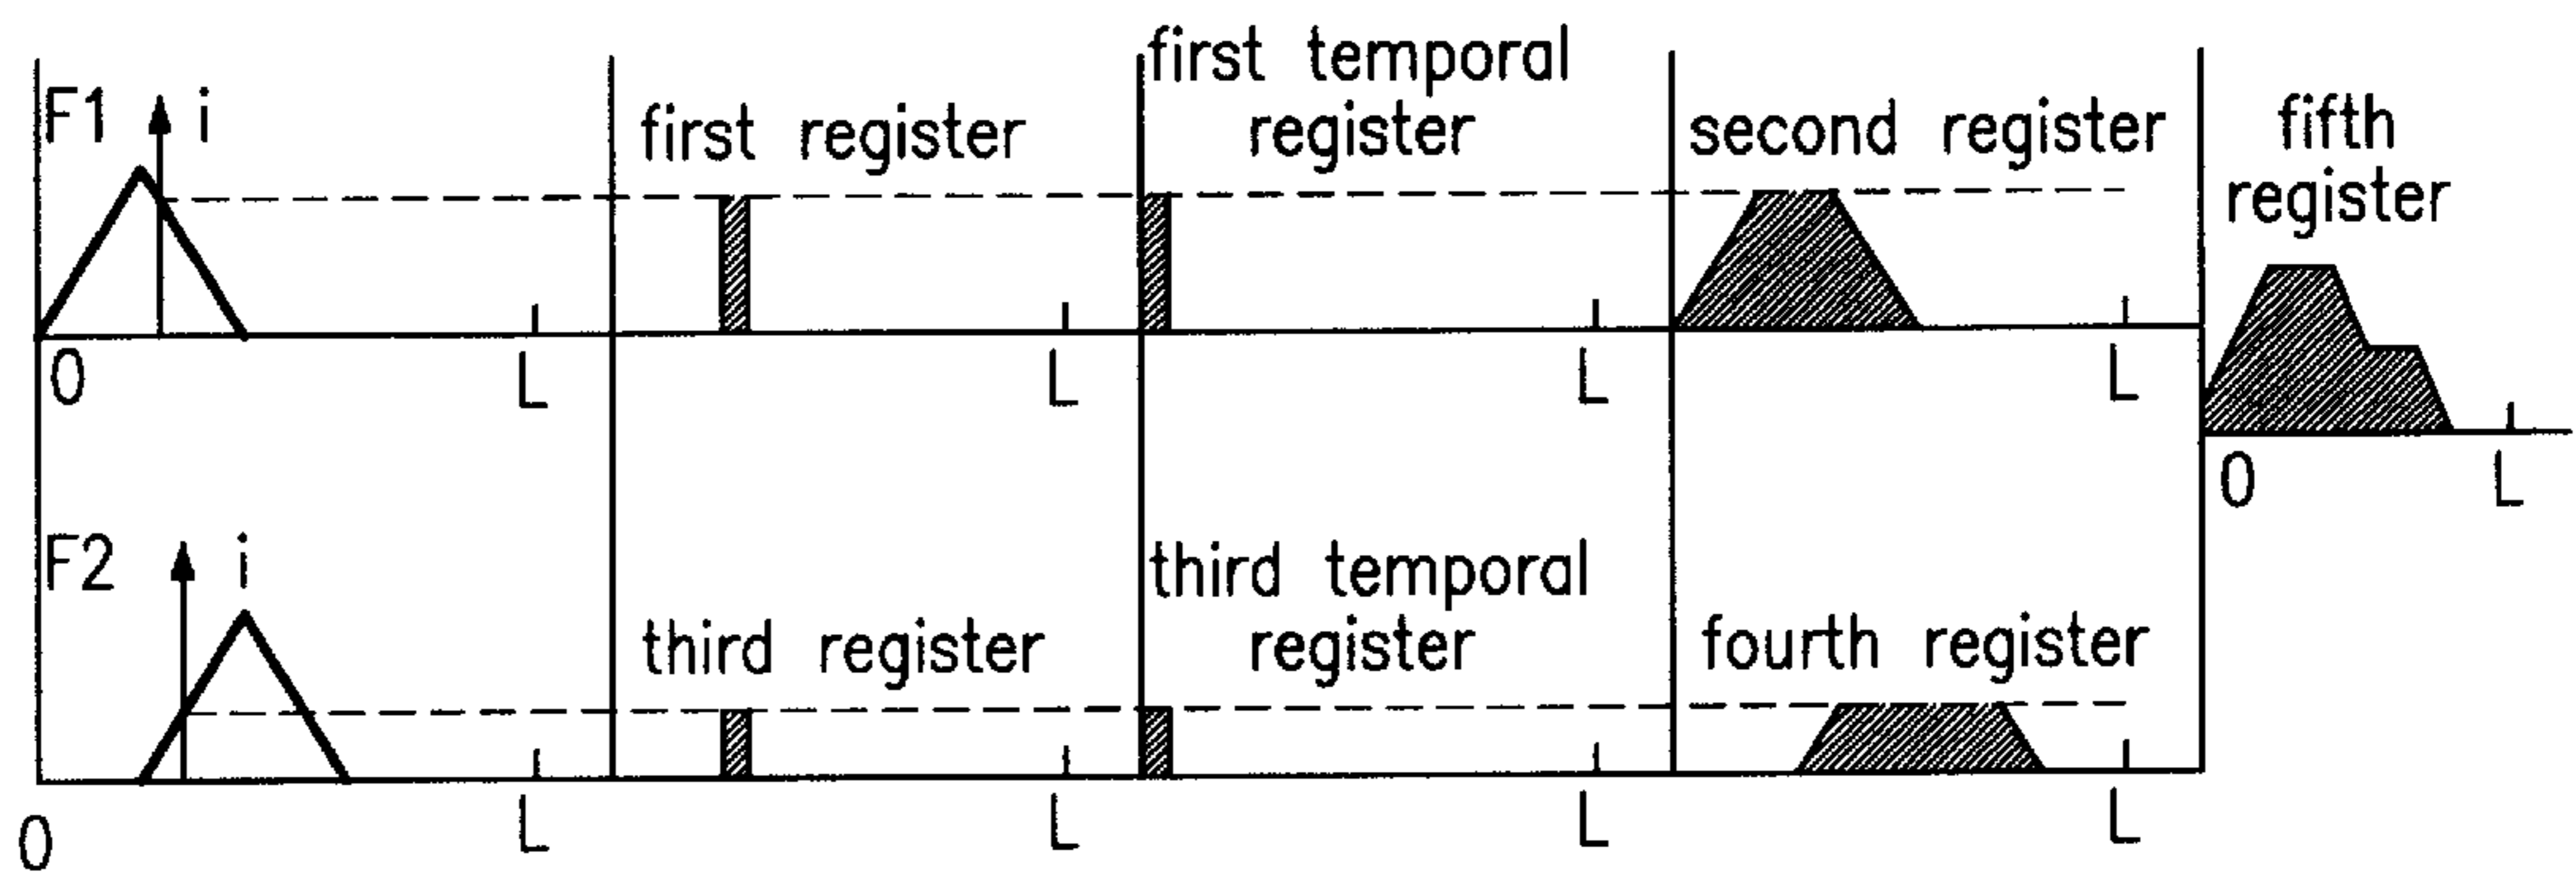 F1 i
first register
first temporal
register
second register
fifth
register
0 L L L L
0 L
F2 i
third register
third temporal
register
fourth register
0 L L L L